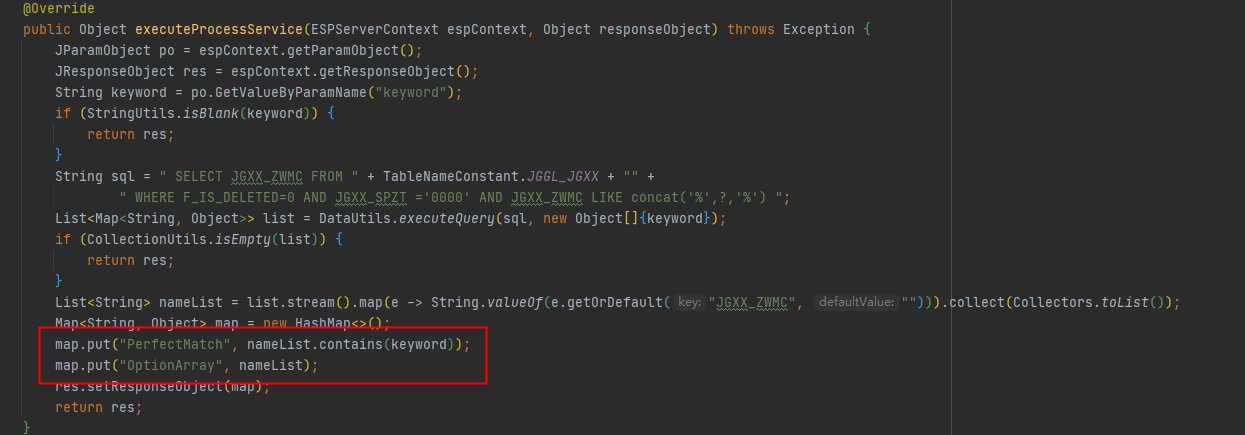 @Override
public Object executeProcessService(ESPServerContext espContext, Object responseObject) throws Exception {
JParamObject po = espContext.getParamObject();
JResponseObject res = espContext.getResponseObject();
String keyword = po.GetValueByParamName("keyword");
if (StringUtils.isBlank(keyword)) {
return res;
}
String sql = " SELECT JGXX_ZWMC FROM " + TableNameConstant.JGGL_JGXX + "" +
" WHERE F_IS_DELETED=0 AND JGXX_SPZT ='0000' AND JGXX_ZWMC LIKE concat('%',?,'%') ";
List<Map<String, Object>> list = DataUtils.executeQuery(sql, new Object[]{keyword});
if (CollectionUtils.isEmpty(list)) {
return res;
}
List<String> nameList = list.stream().map(e -> String.valueOf(e.getOrDefault( key: "JGXX_ZWMC", defaultValue: ""))).collect(Collectors.toList());
Map<String, Object> map = new HashMap<>();
map.put("PerfectMatch", nameList.contains(keyword));
map.put("OptionArray", nameList);
res.setResponseObject(map);
return res;
}